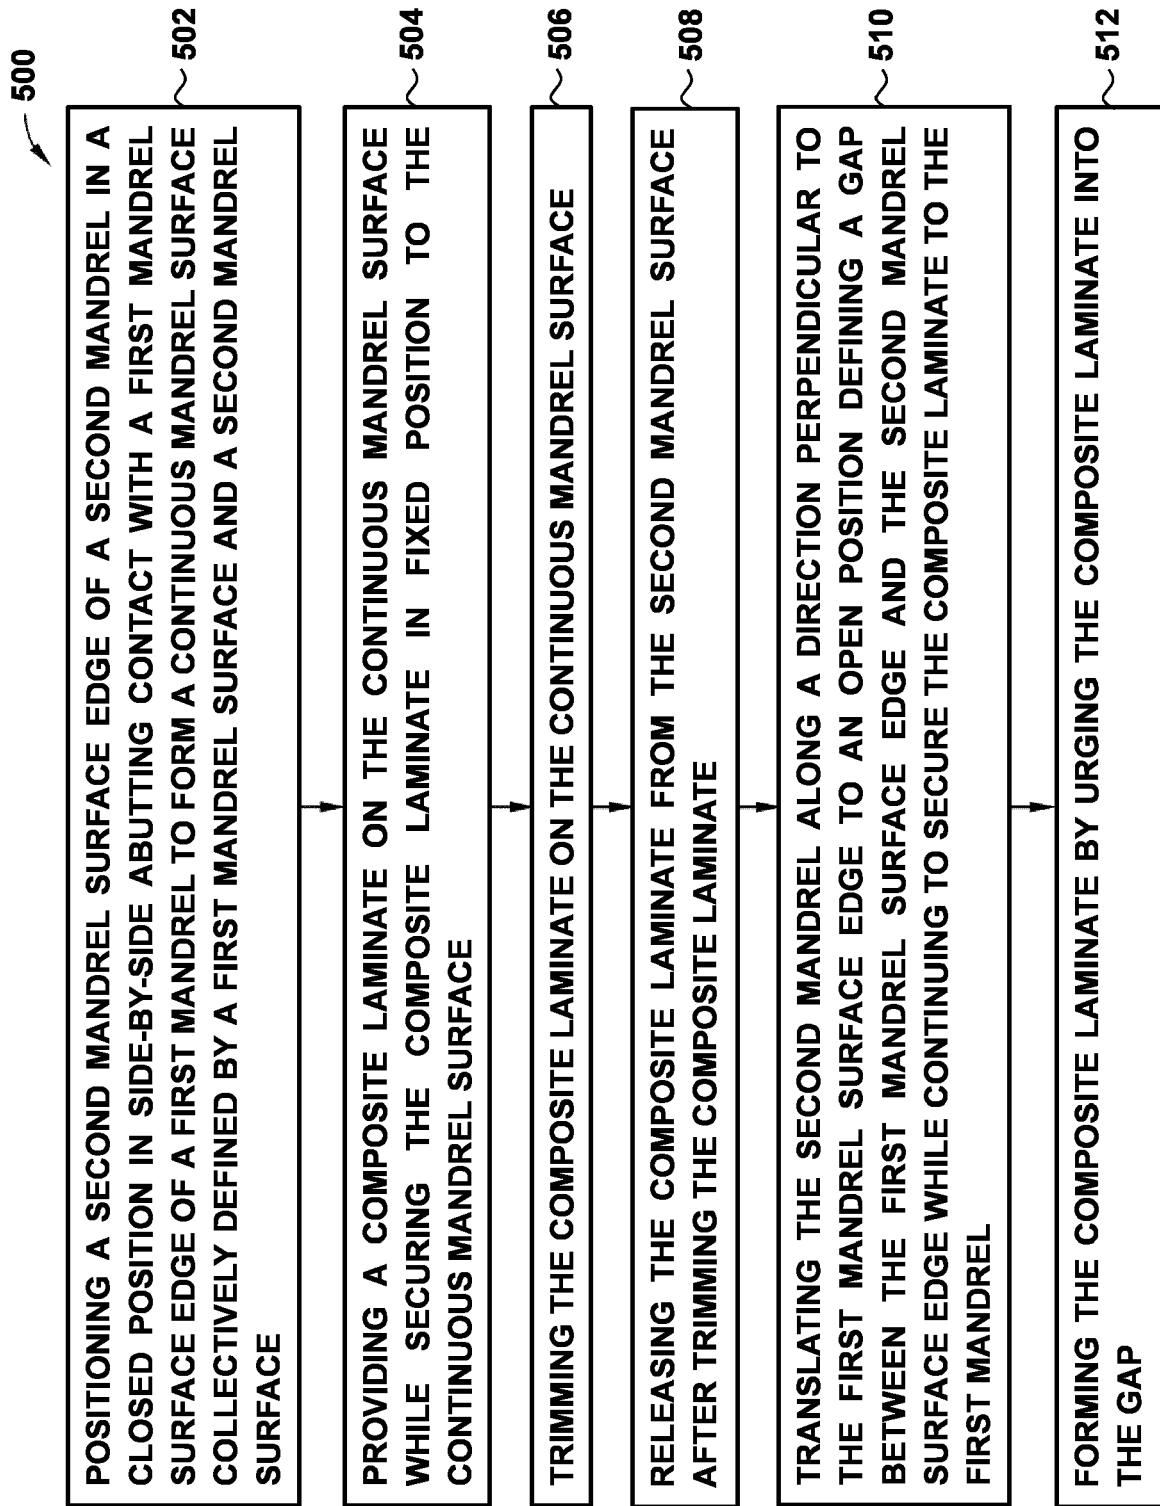 500
POSITIONING A SECOND MANDREL SURFACE EDGE OF A SECOND MANDREL IN A
CLOSED POSITION IN SIDE-BY-SIDE ABUTTING CONTACT WITH A FIRST MANDREL
SURFACE EDGE OF A FIRST MANDREL TO FORM A CONTINUOUS MANDREL SURFACE
COLLECTIVELY DEFINED BY A FIRST MANDREL SURFACE AND A SECOND MANDREL
SURFACE
502
PROVIDING A COMPOSITE LAMINATE ON THE CONTINUOUS MANDREL SURFACE
WHILE SECURING THE COMPOSITE LAMINATE IN FIXED POSITION TO THE
CONTINUOUS MANDREL SURFACE
504
TRIMMING THE COMPOSITE LAMINATE ON THE CONTINUOUS MANDREL SURFACE
506
RELEASING THE COMPOSITE LAMINATE FROM THE SECOND MANDREL SURFACE
AFTER TRIMMING THE COMPOSITE LAMINATE
508
TRANSLATING THE SECOND MANDREL ALONG A DIRECTION PERPENDICULAR TO
THE FIRST MANDREL SURFACE EDGE TO AN OPEN POSITION DEFINING A GAP
BETWEEN THE FIRST MANDREL SURFACE EDGE AND THE SECOND MANDREL
SURFACE EDGE WHILE CONTINUING TO SECURE THE COMPOSITE LAMINATE TO THE
FIRST MANDREL
510
FORMING THE COMPOSITE LAMINATE BY URGING THE COMPOSITE LAMINATE INTO
THE GAP
512